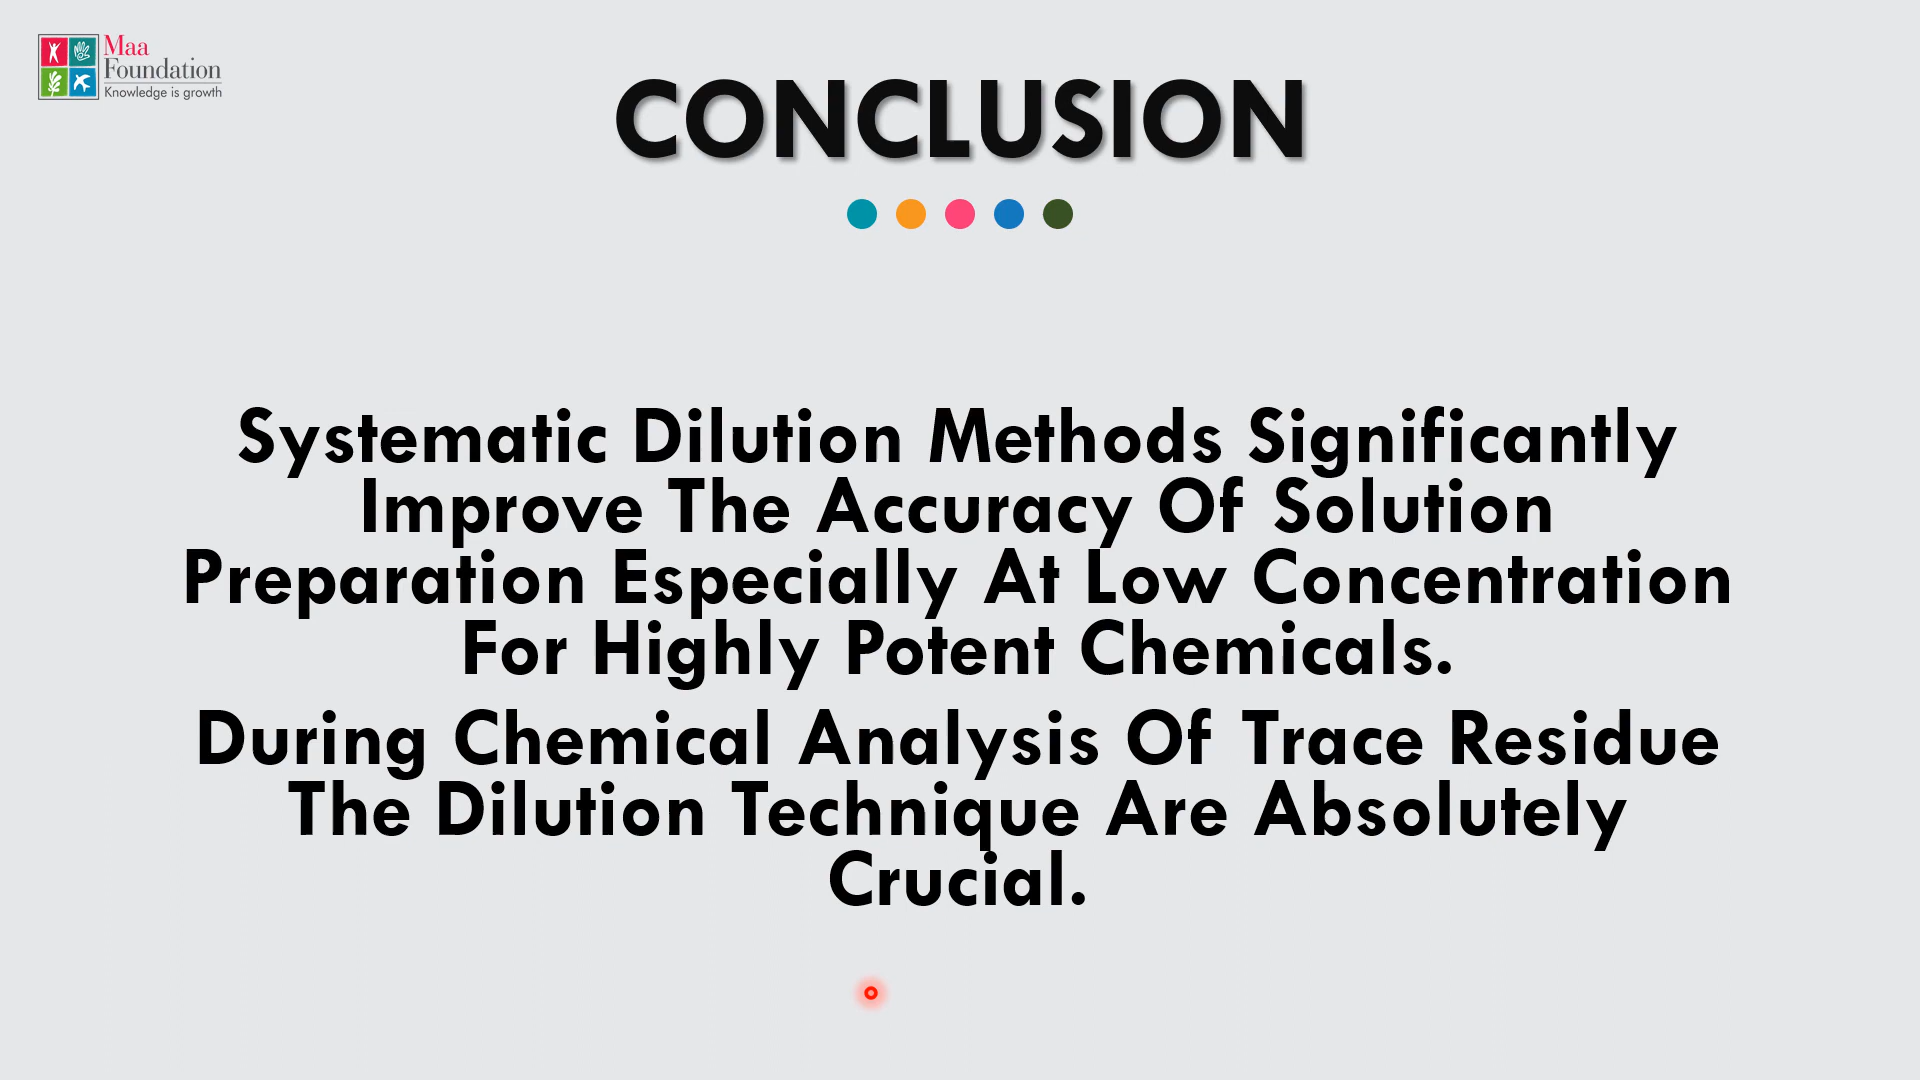 Maa
Foundation
Knowledge is growth
CONCLUSION
Systematic Dilution Methods Significantly
Improve The Accuracy Of Solution
Preparation Especially At Low Concentration
For Highly Potent Chemicals.
During Chemical Analysis Of Trace Residue
The Dilution Technique Are Absolutely
Crucial.